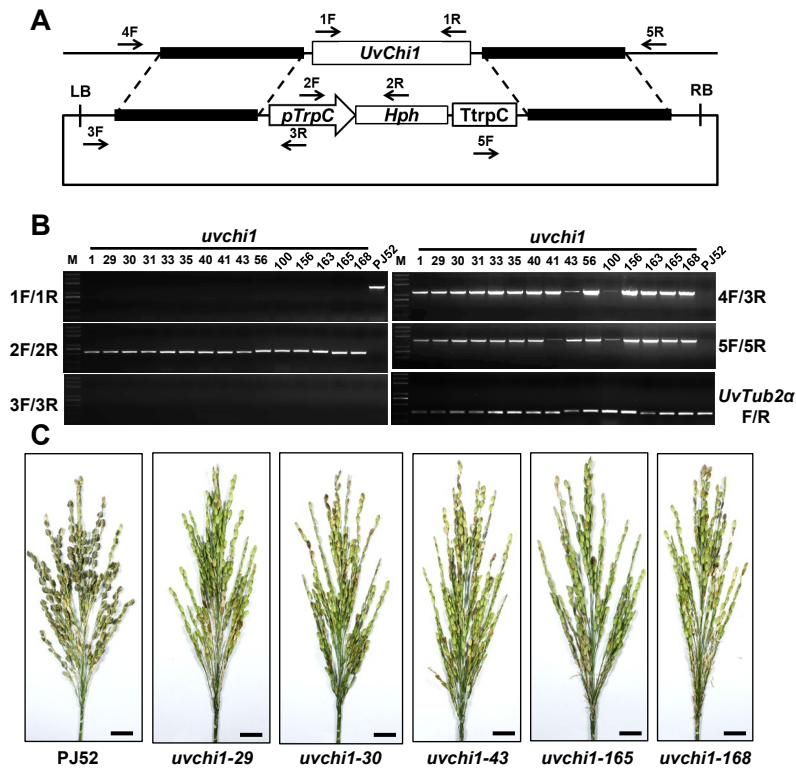 A
4F
1F
1R
5R
UvChi1
LB
2F
2R
RB
pTrpC
Hph
TtrpC
3F
3R
5F
B
uvchi1
M 1 29 30 31 33 35 40 41 43 56 100 156 163 165 168 PJ52
1F/1R
2F/2R
3F/3R
uvchi1
M 1 29 30 31 33 35 40 41 43 56 100 156 163 165 168 PJ52
4F/3R
5F/5R
UvTub2α
F/R
C
PJ52
uvchi1-29
uvchi1-30
uvchi1-43
uvchi1-165
uvchi1-168